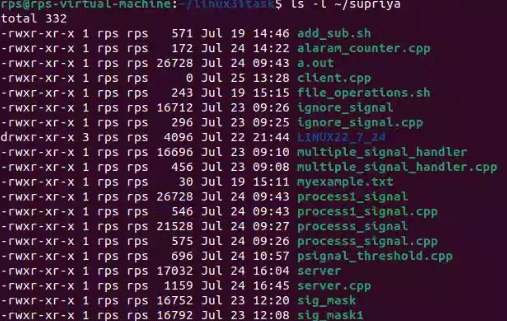 rps@rps-virtual-machine:~/linux31task$ ls -l ~/supriya
total 332
-rwxr-xr-x 1 rps rps   571 Jul 19 14:46 add_sub.sh
-rwxr-xr-x 1 rps rps   172 Jul 24 14:22 alaram_counter.cpp
-rwxr-xr-x 1 rps rps 26728 Jul 24 09:43 a.out
-rwxr-xr-x 1 rps rps     0 Jul 25 13:28 client.cpp
-rwxr-xr-x 1 rps rps   243 Jul 19 15:15 file_operations.sh
-rwxr-xr-x 1 rps rps 16712 Jul 23 09:26 ignore_signal
-rwxr-xr-x 1 rps rps   296 Jul 23 09:25 ignore_signal.cpp
drwxr-xr-x 3 rps rps  4096 Jul 22 21:44 LINUX22_7_24
-rwxr-xr-x 1 rps rps 16696 Jul 23 09:10 multiple_signal_handler
-rwxr-xr-x 1 rps rps   456 Jul 23 09:08 multiple_signal_handler.cpp
-rwxr-xr-x 1 rps rps    30 Jul 19 15:11 myexample.txt
-rwxr-xr-x 1 rps rps 26728 Jul 24 09:43 process1_signal
-rwxr-xr-x 1 rps rps   546 Jul 24 09:43 process1_signal.cpp
-rwxr-xr-x 1 rps rps 21528 Jul 24 09:27 processs_signal
-rwxr-xr-x 1 rps rps   575 Jul 24 09:26 processs_signal.cpp
-rwxr-xr-x 1 rps rps   696 Jul 24 10:57 psignal_threshold.cpp
-rwxr-xr-x 1 rps rps 17032 Jul 24 16:04 server
-rwxr-xr-x 1 rps rps  1159 Jul 24 16:45 server.cpp
-rwxr-xr-x 1 rps rps 16752 Jul 23 12:20 sig_mask
-rwxr-xr-x 1 rps rps 16792 Jul 23 12:08 sig_mask1